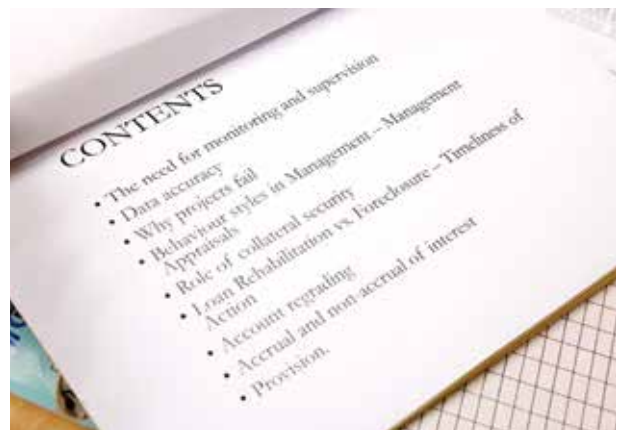 CONTENTS
• The need for monitoring and supervision
• Data accuracy
• Why projects fail
• Behaviour styles in Management – Management
Appraisals
• Role of collateral security
• Loan Rehabilitation vs. Foreclosure – Timeliness of
Action
• Account regrading
• Accrual and non-accrual of interest
• Provision.